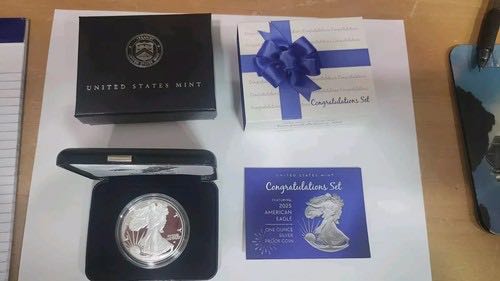 UNITED STATES MINT
Congratulations Set
UNITED STATES MINT
Congratulations Set
FEATURING
2025
AMERICAN
EAGLE
ONE OUNCE
SILVER
PROOF COIN